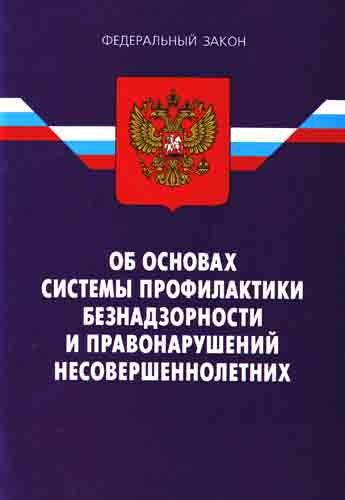 ФЕДЕРАЛЬНЫЙ ЗАКОН
ОБ ОСНОВАХ
СИСТЕМЫ ПРОФИЛАКТИКИ
БЕЗНАДЗОРНОСТИ
И ПРАВОНАРУШЕНИЙ
НЕСОВЕРШЕННОЛЕТНИХ